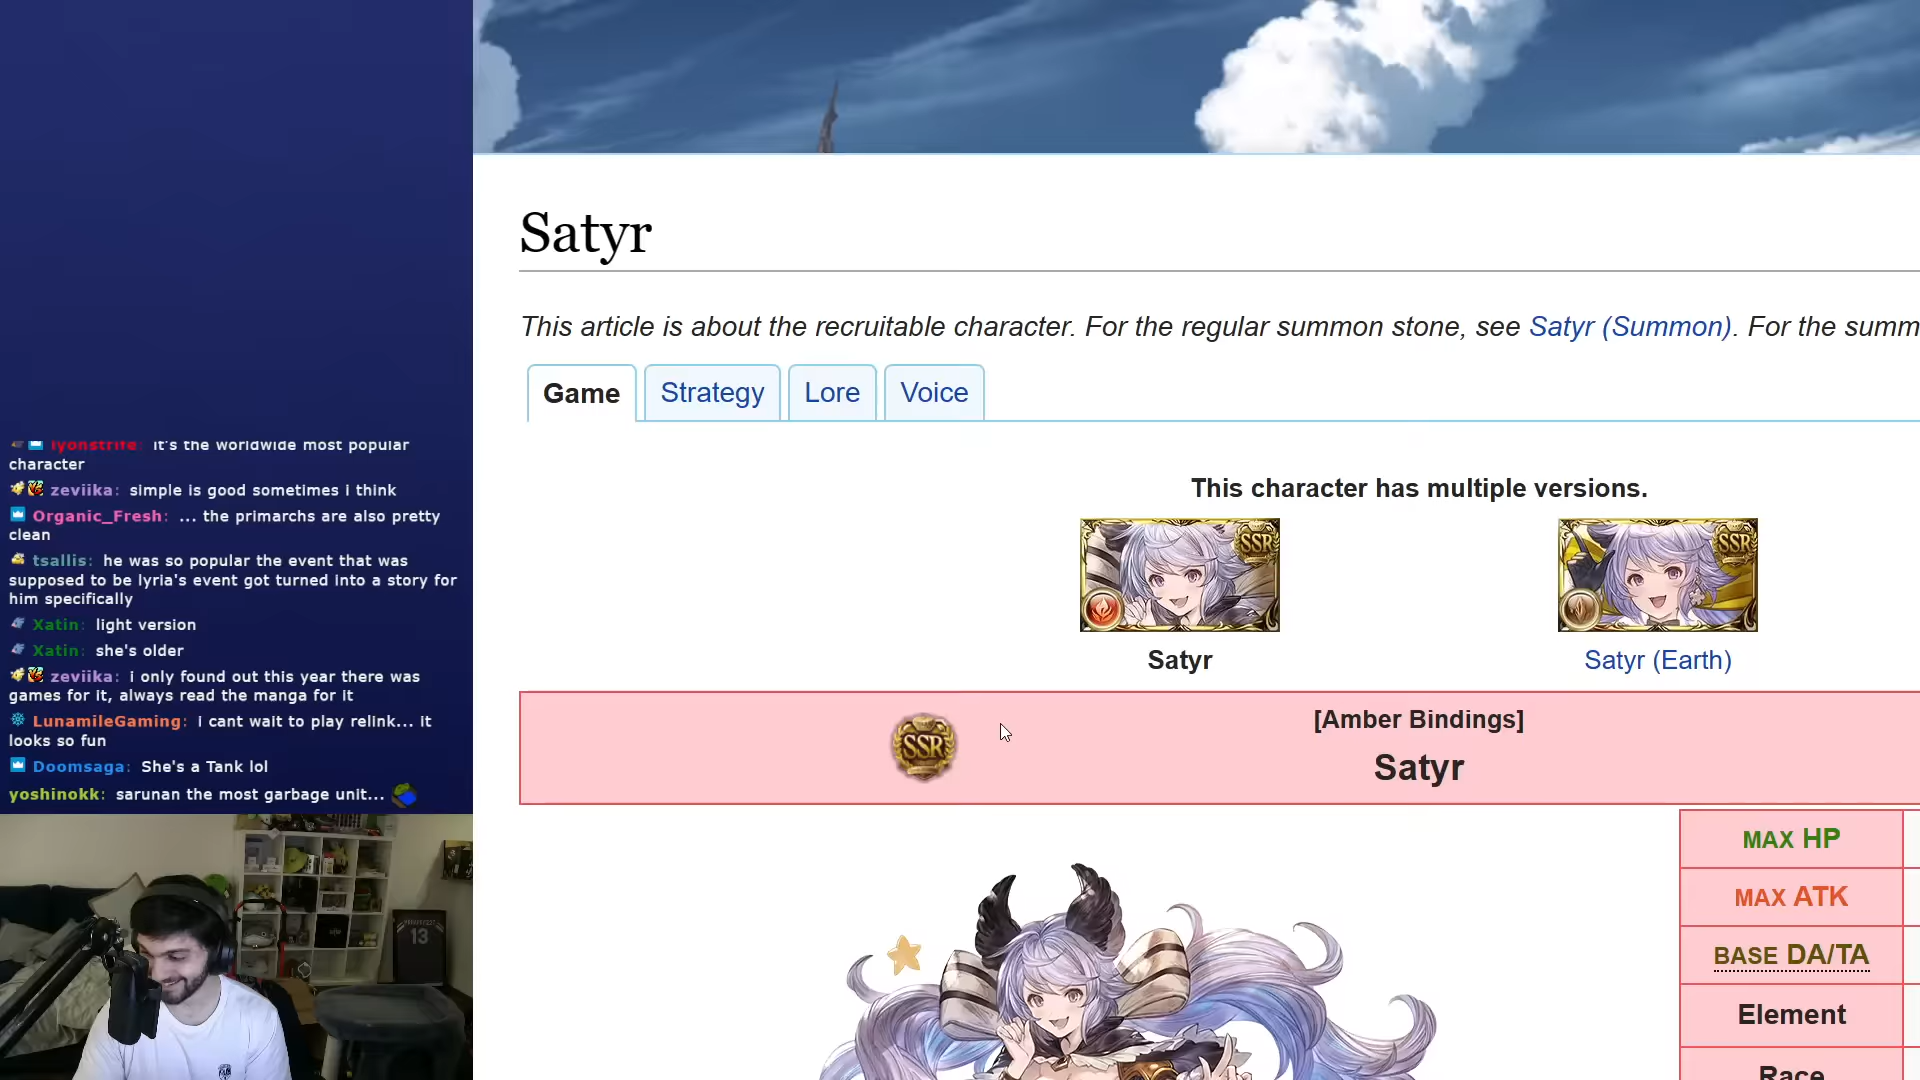 lyonstrife: it's the worldwide most popular
character
zeviika: simple is good sometimes i think
Organic_Fresh: ... the primarchs are also pretty
clean
tsallis: he was so popular the event that was
supposed to be lyria's event got turned into a story for
him specifically
Xatin: light version
Xatin: she's older
zeviika: i only found out this year there was
games for it, always read the manga for it
LunamileGaming: i cant wait to play relink... it
looks so fun
Doomsaga: She's a Tank lol
yoshinokk: sarunan the most garbage unit...
13
Satyr
This article is about the recruitable character. For the regular summon stone, see Satyr (Summon). For the summ
Game Strategy Lore Voice
This character has multiple versions.
SSR SSR
Satyr Satyr (Earth)
SSR
[Amber Bindings]
Satyr
MAX HP
MAX ATK
BASE DA/TA
Element
Race